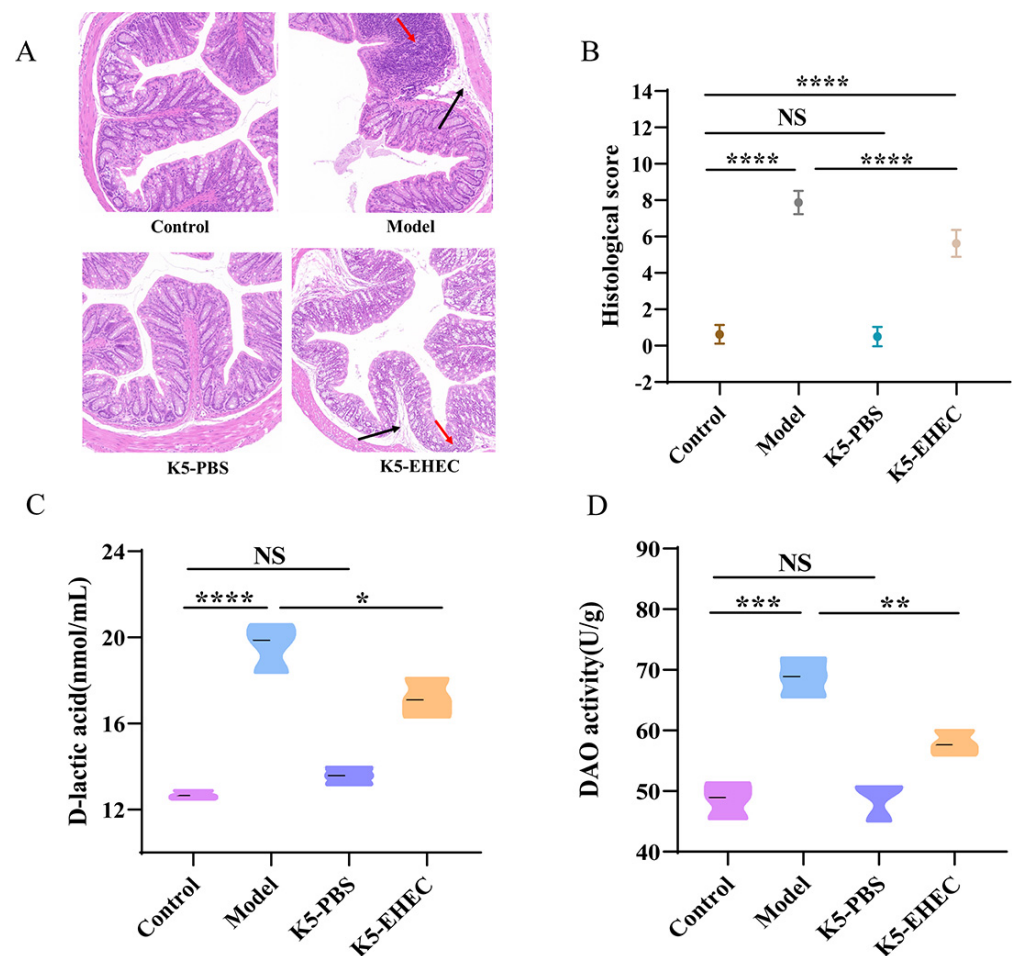 A
Control
Model
K5-PBS
K5-EHEC
B
Histological score
14
12
10
8
6
4
2
0
-2
****
NS
****
****
Control
Model
K5-PBS
K5-EHEC
C
D-lactic acid(nmol/mL)
24
20
16
12
NS
****
*
Control
Model
K5-PBS
K5-EHEC
D
DAO activity(U/g)
90
80
70
60
50
40
NS
***
**
Control
Model
K5-PBS
K5-EHEC